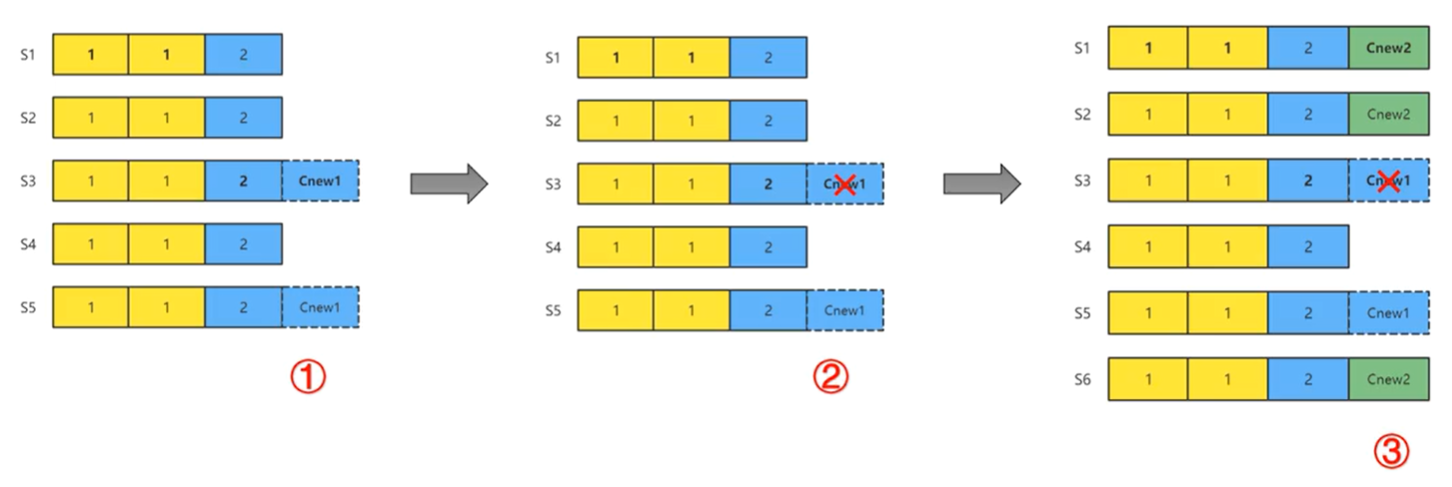 S1 1 1 2
S2 1 1 2
S3 1 1 2 Cnew1
S4 1 1 2
S5 1 1 2 Cnew1
①
S1 1 1 2
S2 1 1 2
S3 1 1 2 Cnew1
S4 1 1 2
S5 1 1 2 Cnew1
②
S1 1 1 2 Cnew2
S2 1 1 2 Cnew2
S3 1 1 2 Cnew1
S4 1 1 2
S5 1 1 2 Cnew1
S6 1 1 2 Cnew2
③